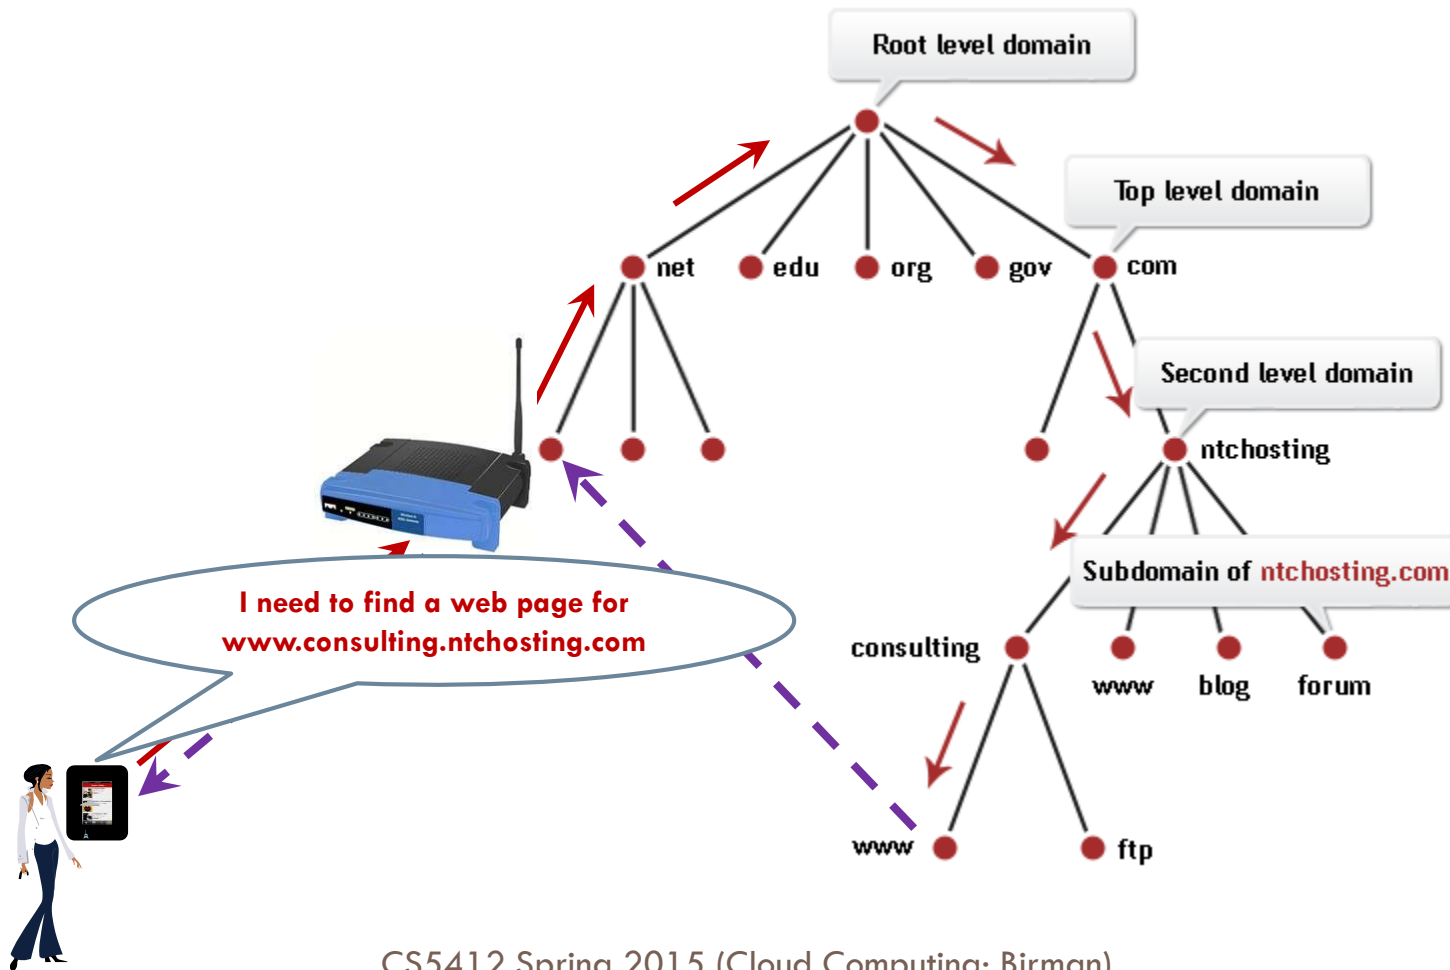 Root level domain
Top level domain
net
edu
org
gov
com
Second level domain
ntchosting
I need to find a web page for
www.consulting.ntchosting.com
Subdomain of ntchosting.com
consulting
www
blog
forum
www
ftp
CS5412 Spring 2015 (Cloud Computing: Birman)